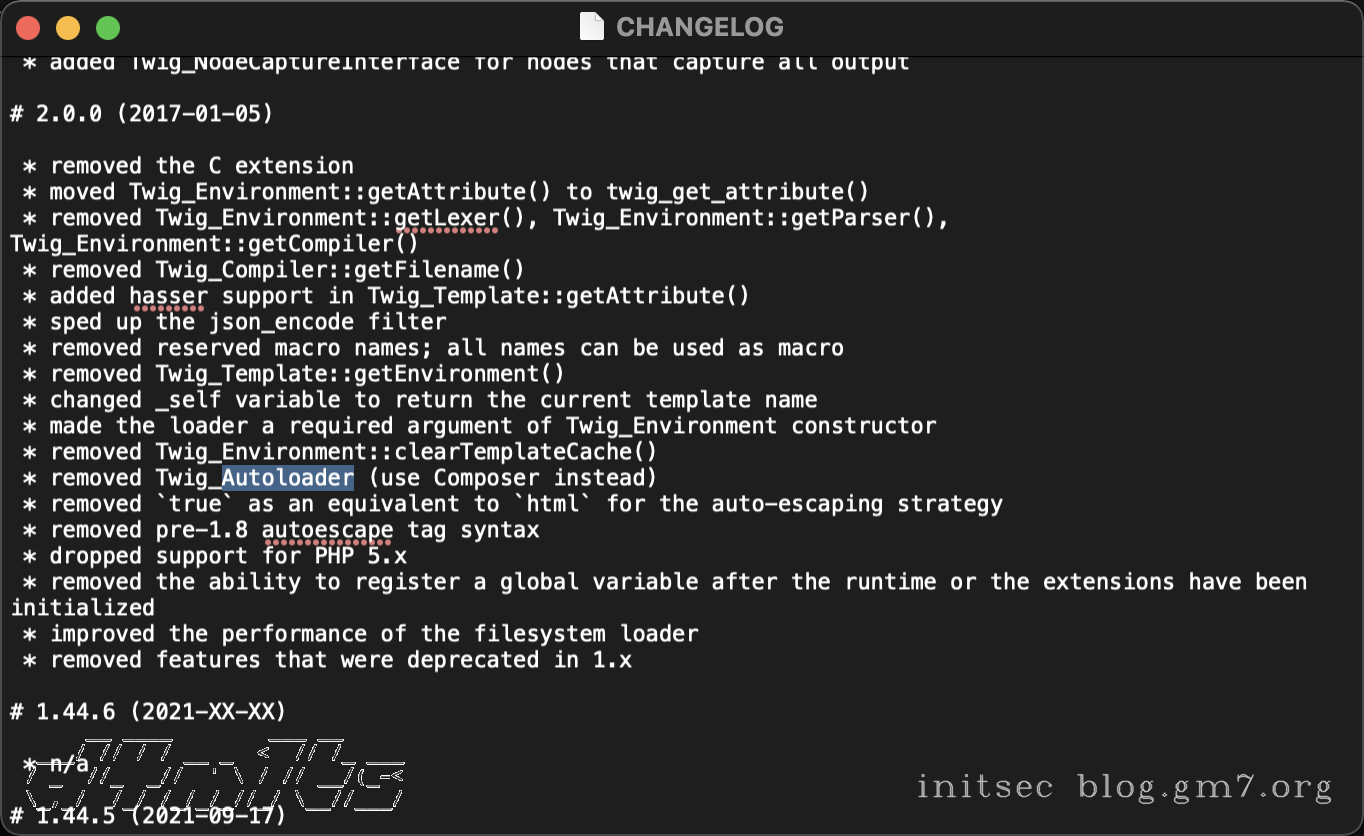 CHANGELOG
* added Twig_NodeCaptureInterface for nodes that capture all output
# 2.0.0 (2017-01-05)
* removed the C extension
* moved Twig_Environment::getAttribute() to twig_get_attribute()
* removed Twig_Environment::getLexer(), Twig_Environment::getParser(),
Twig_Environment::getCompiler()
* removed Twig_Compiler::getFilename()
* added hasser support in Twig_Template::getAttribute()
* sped up the json_encode filter
* removed reserved macro names; all names can be used as macro
* removed Twig_Template::getEnvironment()
* changed _self variable to return the current template name
* made the loader a required argument of Twig_Environment constructor
* removed Twig_Environment::clearTemplateCache()
* removed Twig_Autoloader (use Composer instead)
* removed `true` as an equivalent to `html` for the auto-escaping strategy
* removed pre-1.8 autoescape tag syntax
* dropped support for PHP 5.x
* removed the ability to register a global variable after the runtime or the extensions have been
initialized
* improved the performance of the filesystem loader
* removed features that were deprecated in 1.x
# 1.44.6 (2021-XX-XX)
* n/a
# 1.44.5 (2021-09-17)
initsec blog.gm7.org